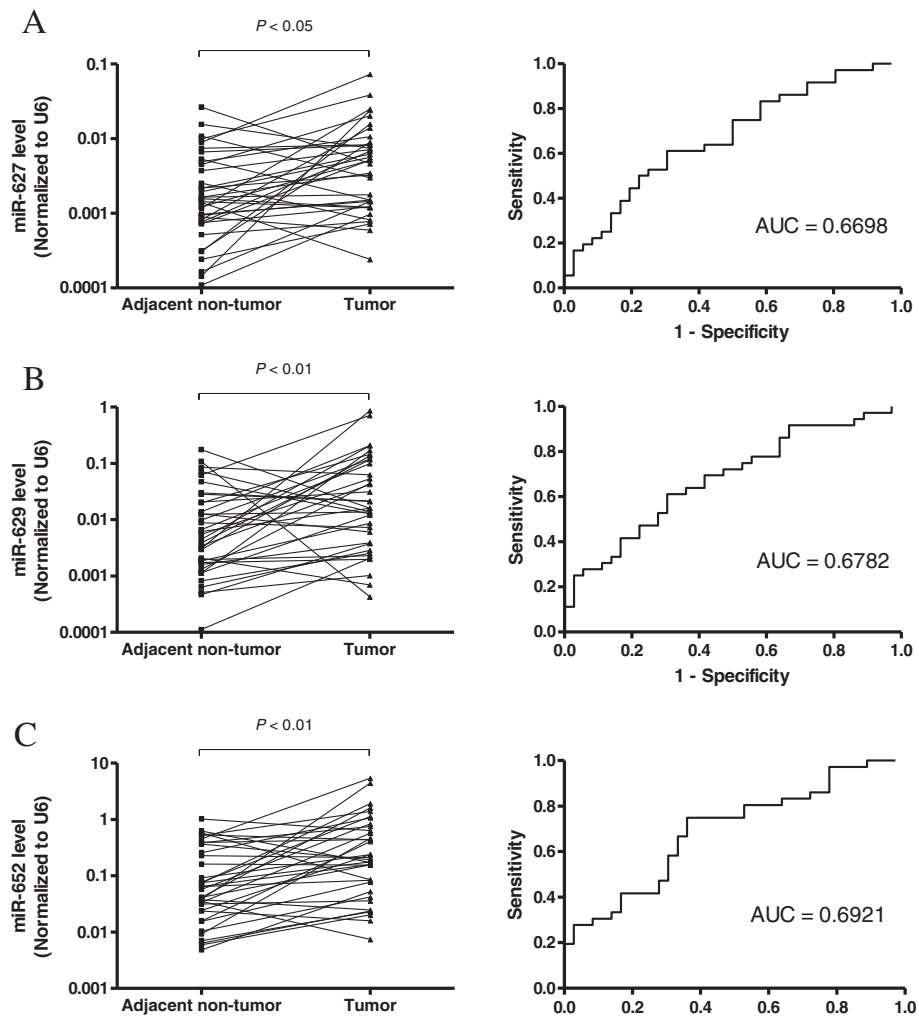 A
P < 0.05
miR-627 level
(Normalized to U6)
0.1
0.01
0.001
0.0001
Adjacent non-tumor
Tumor
Sensitivity
1.0
0.8
0.6
0.4
0.2
0.0
AUC = 0.6698
0.0 0.2 0.4 0.6 0.8 1.0
1 - Specificity
B
P < 0.01
miR-629 level
(Normalized to U6)
1
0.1
0.01
0.001
0.0001
Adjacent non-tumor
Tumor
Sensitivity
1.0
0.8
0.6
0.4
0.2
0.0
AUC = 0.6782
0.0 0.2 0.4 0.6 0.8 1.0
1 - Specificity
C
P < 0.01
miR-652 level
(Normalized to U6)
10
1
0.1
0.01
0.001
Adjacent non-tumor
Tumor
Sensitivity
1.0
0.8
0.6
0.4
0.2
0.0
AUC = 0.6921
0.0 0.2 0.4 0.6 0.8 1.0